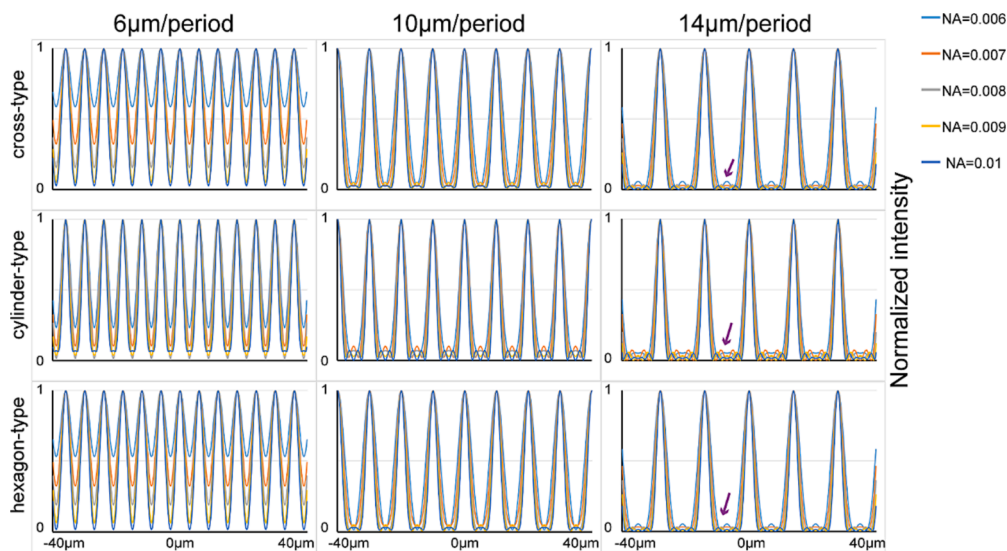 6μm/period 10μm/period 14μm/period
NA=0.006
NA=0.007
NA=0.008
NA=0.009
NA=0.01
cross-type
1
0
cylinder-type
1
0
hexagon-type
1
0
Normalized intensity
-40μm 0μm 40μm -40μm 0μm 40μm -40μm 0μm 40μm